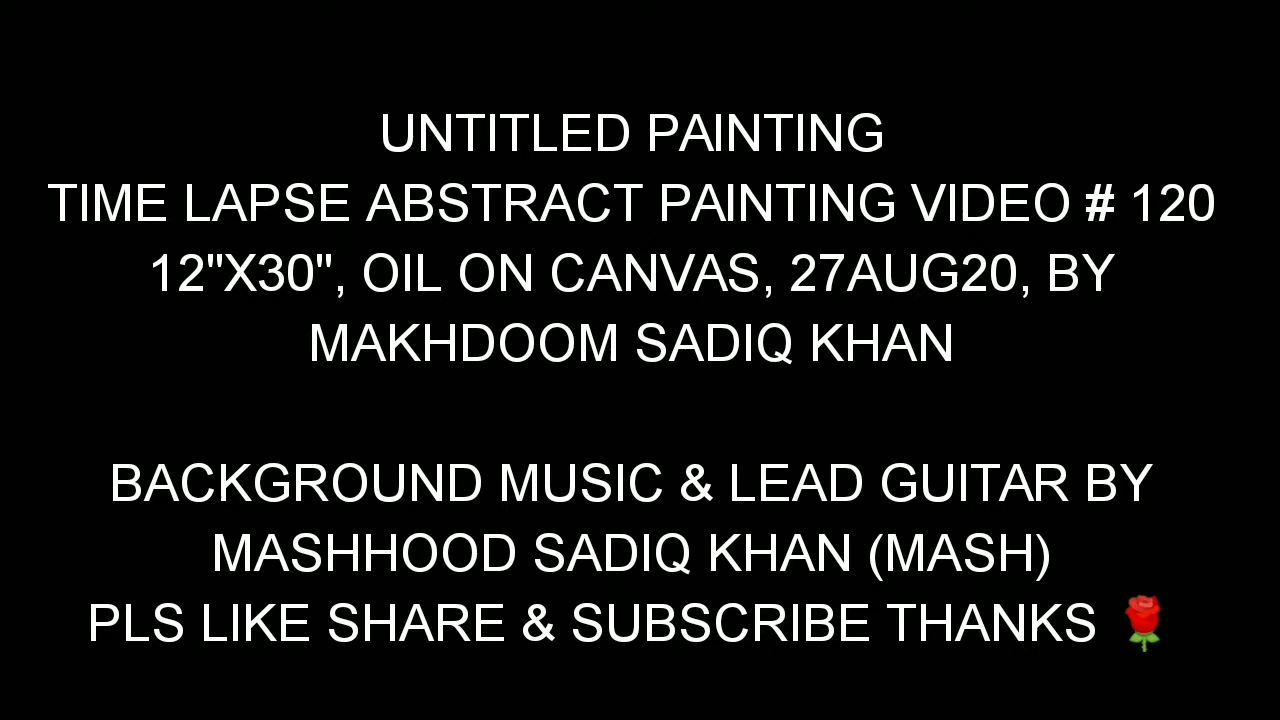 UNTITLED PAINTING
TIME LAPSE ABSTRACT PAINTING VIDEO # 120
12"X30", OIL ON CANVAS, 27AUG20, BY
MAKHDOOM SADIQ KHAN
BACKGROUND MUSIC & LEAD GUITAR BY
MASHHOOD SADIQ KHAN (MASH)
PLS LIKE SHARE & SUBSCRIBE THANKS 🌹